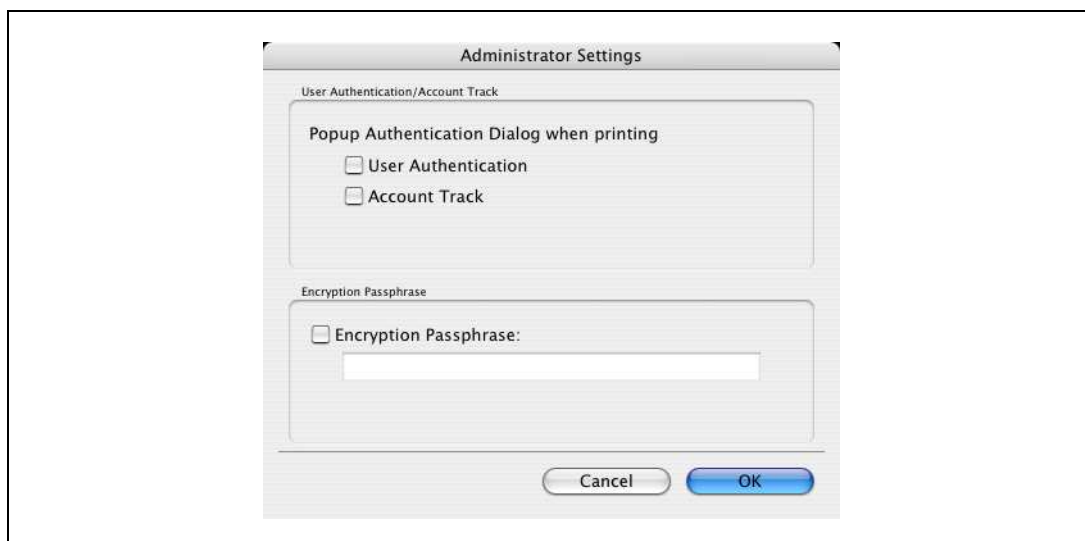 Administrator Settings
User Authentication/Account Track
Popup Authentication Dialog when printing
User Authentication
Account Track
Encryption Passphrase
Encryption Passphrase:
Cancel
OK